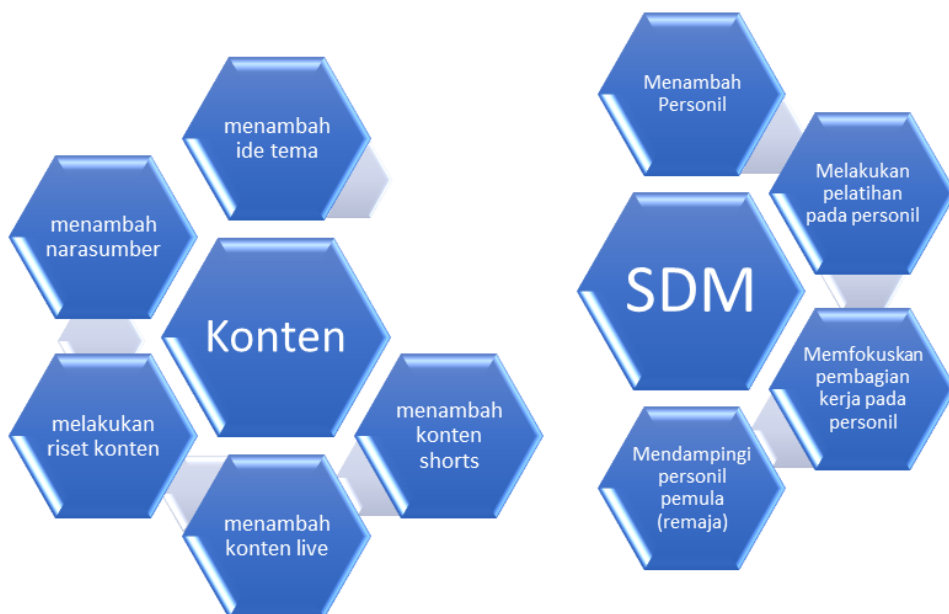 menambah
ide tema
menambah
narasumber
Konten
melakukan
riset konten
menambah
konten
shorts
menambah
konten live
Menambah
Personil
Melakukan
pelatihan
pada personil
SDM
Memfokuskan
pembagian
kerja pada
personil
Mendampingi
personil
pemula
(remaja)